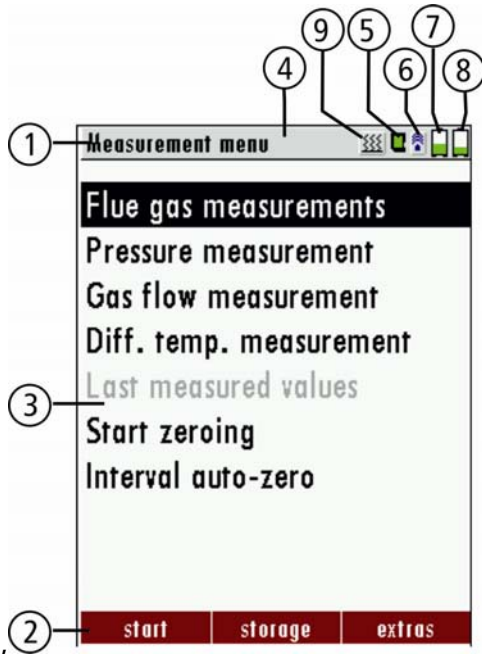 9 5 7
4 6 8
1 Measurement menu
Flue gas measurements
Pressure measurement
Gas flow measurement
Diff. temp. measurement
3 Last measured values
Start zeroing
Interval auto-zero
2 start storage extras